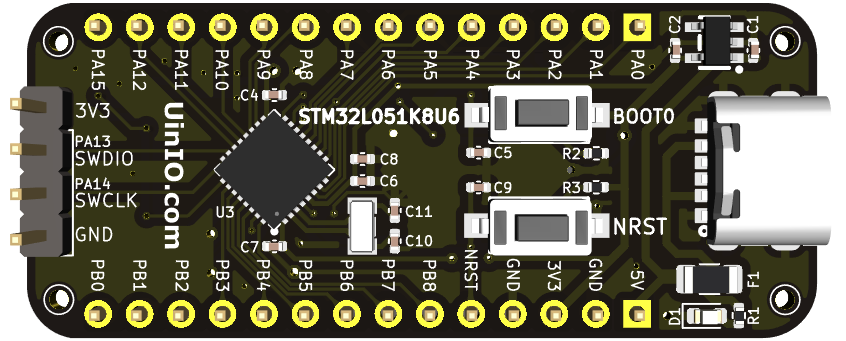 PA15 PA12 PA11 PA10 PA9 PA8 PA7 PA6 PA5 PA4 PA3 PA2 PA1 PA0
C2
C1
3V3
PA13
SWDIO
PA14
SWCLK
GND
UinIO.com
C4
STM32L051K8U6
BOOT0
C8
C6
C5
R2
C9
R3
U3
C11
C10
C7
NRST
PB0 PB1 PB2 PB3 PB4 PB5 PB6 PB7 PB8 NRST GND 3V3 GND 5V
F1
D1
R1